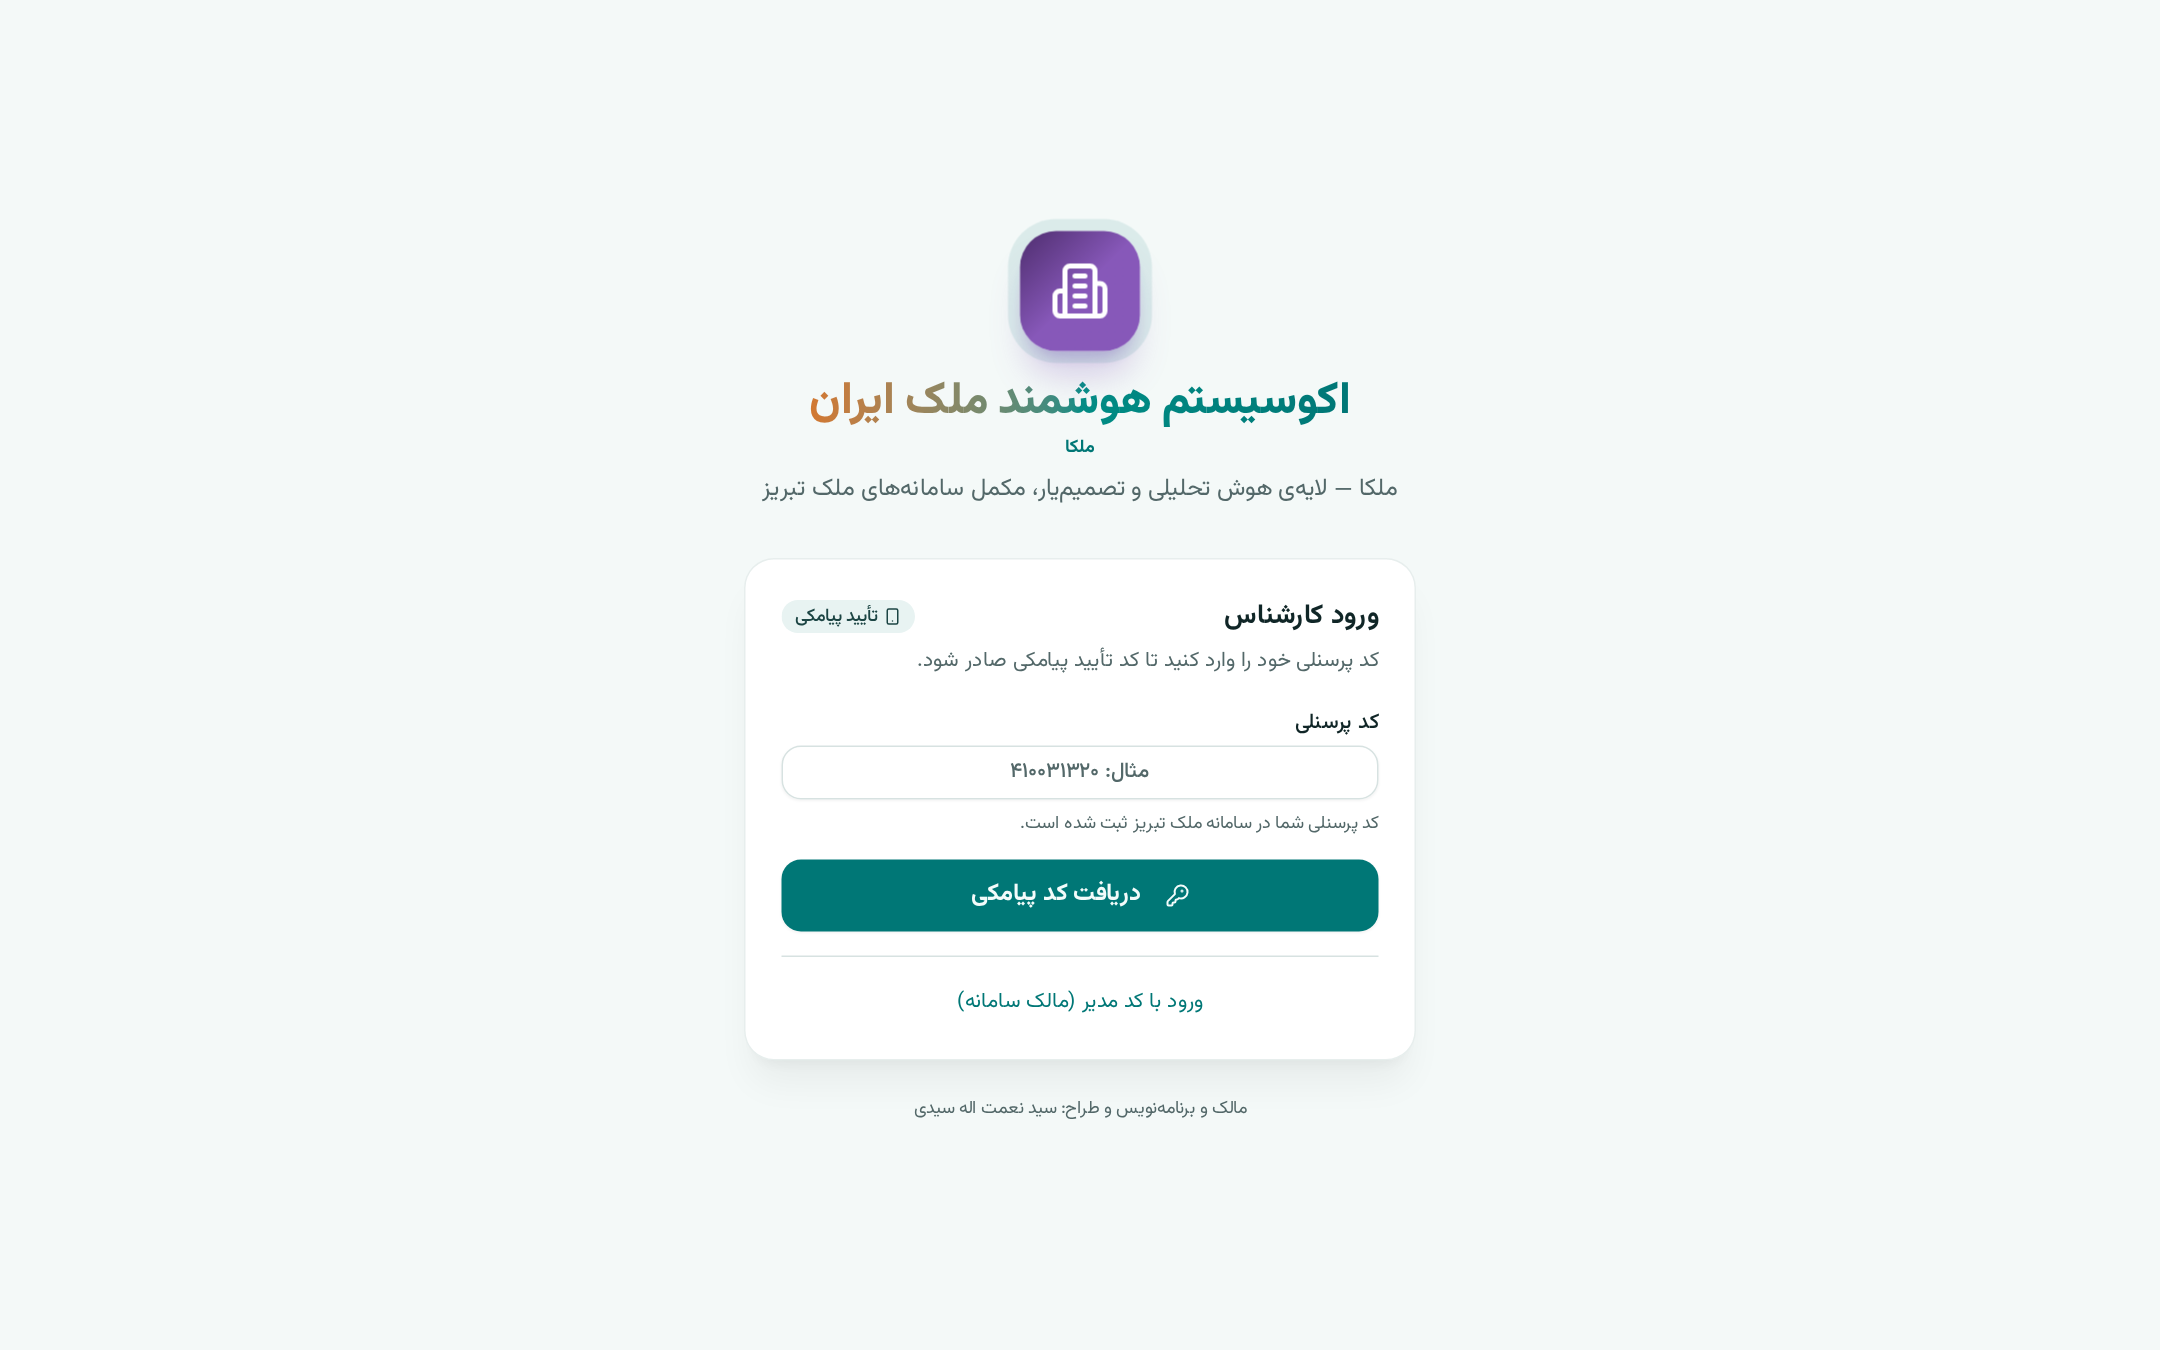 اکوسیستم هوشمند ملک ایران
ملکا
ملکا — لایه‌ی هوش تحلیلی و تصمیم‌یار، مکمل سامانه‌های ملک تبریز
ورود کارشناس
تأیید پیامکی
کد پرسنلی خود را وارد کنید تا کد تأیید پیامکی صادر شود.
کد پرسنلی
مثال: ۴۱۰۰۳۱۳۲۰
کد پرسنلی شما در سامانه ملک تبریز ثبت شده است.
دریافت کد پیامکی
ورود با کد مدیر (مالک سامانه)
مالک و برنامه‌نویس و طراح: سید نعمت اله سیدی